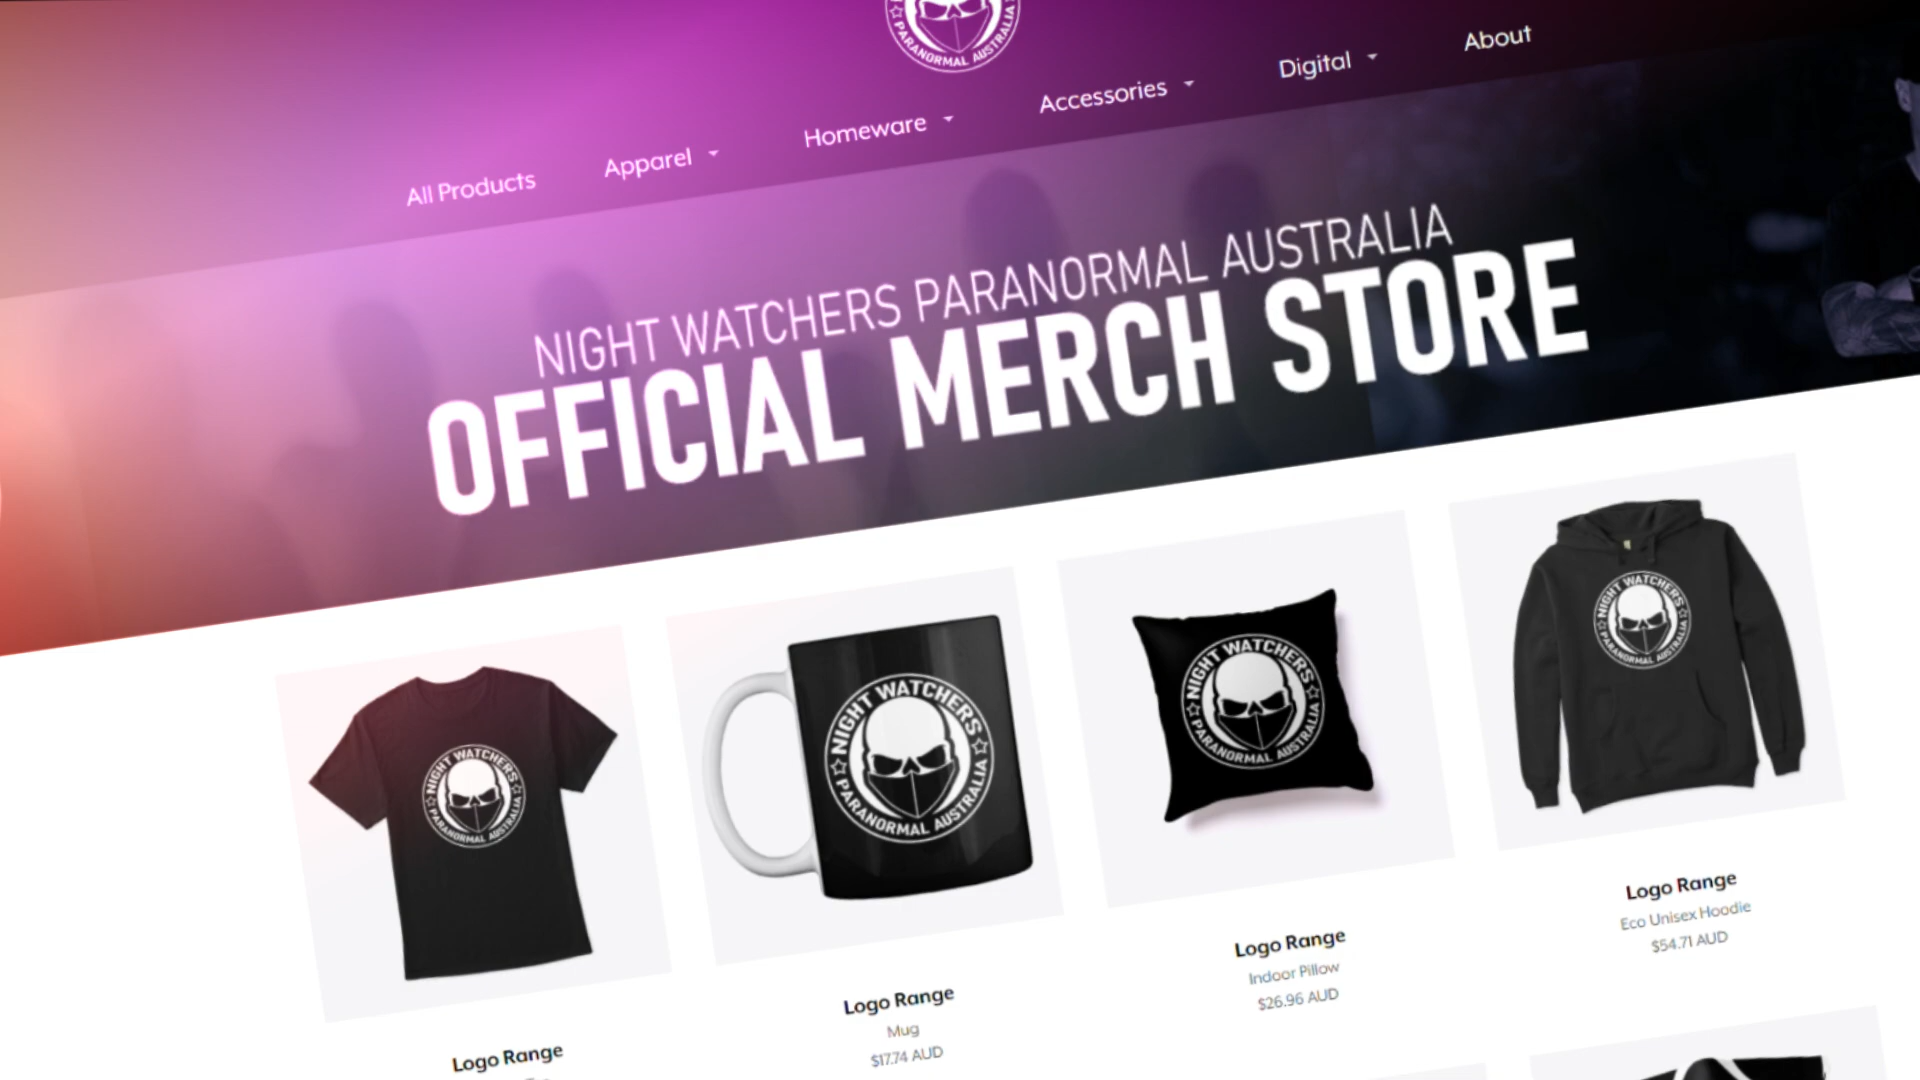 PARANORMAL AUSTRALIA
All Products
Apparel
Homeware
Accessories
Digital
About
NIGHT WATCHERS PARANORMAL AUSTRALIA
OFFICIAL MERCH STORE
NIGHT WATCHERS
PARANORMAL AUSTRALIA
NIGHT WATCHERS
PARANORMAL AUSTRALIA
NIGHT WATCHERS
PARANORMAL AUSTRALIA
NIGHT WATCHERS
PARANORMAL AUSTRALIA
Logo Range
Logo Range
Mug
$17.74 AUD
Logo Range
Indoor Pillow
$26.96 AUD
Logo Range
Eco Unisex Hoodie
$54.71 AUD